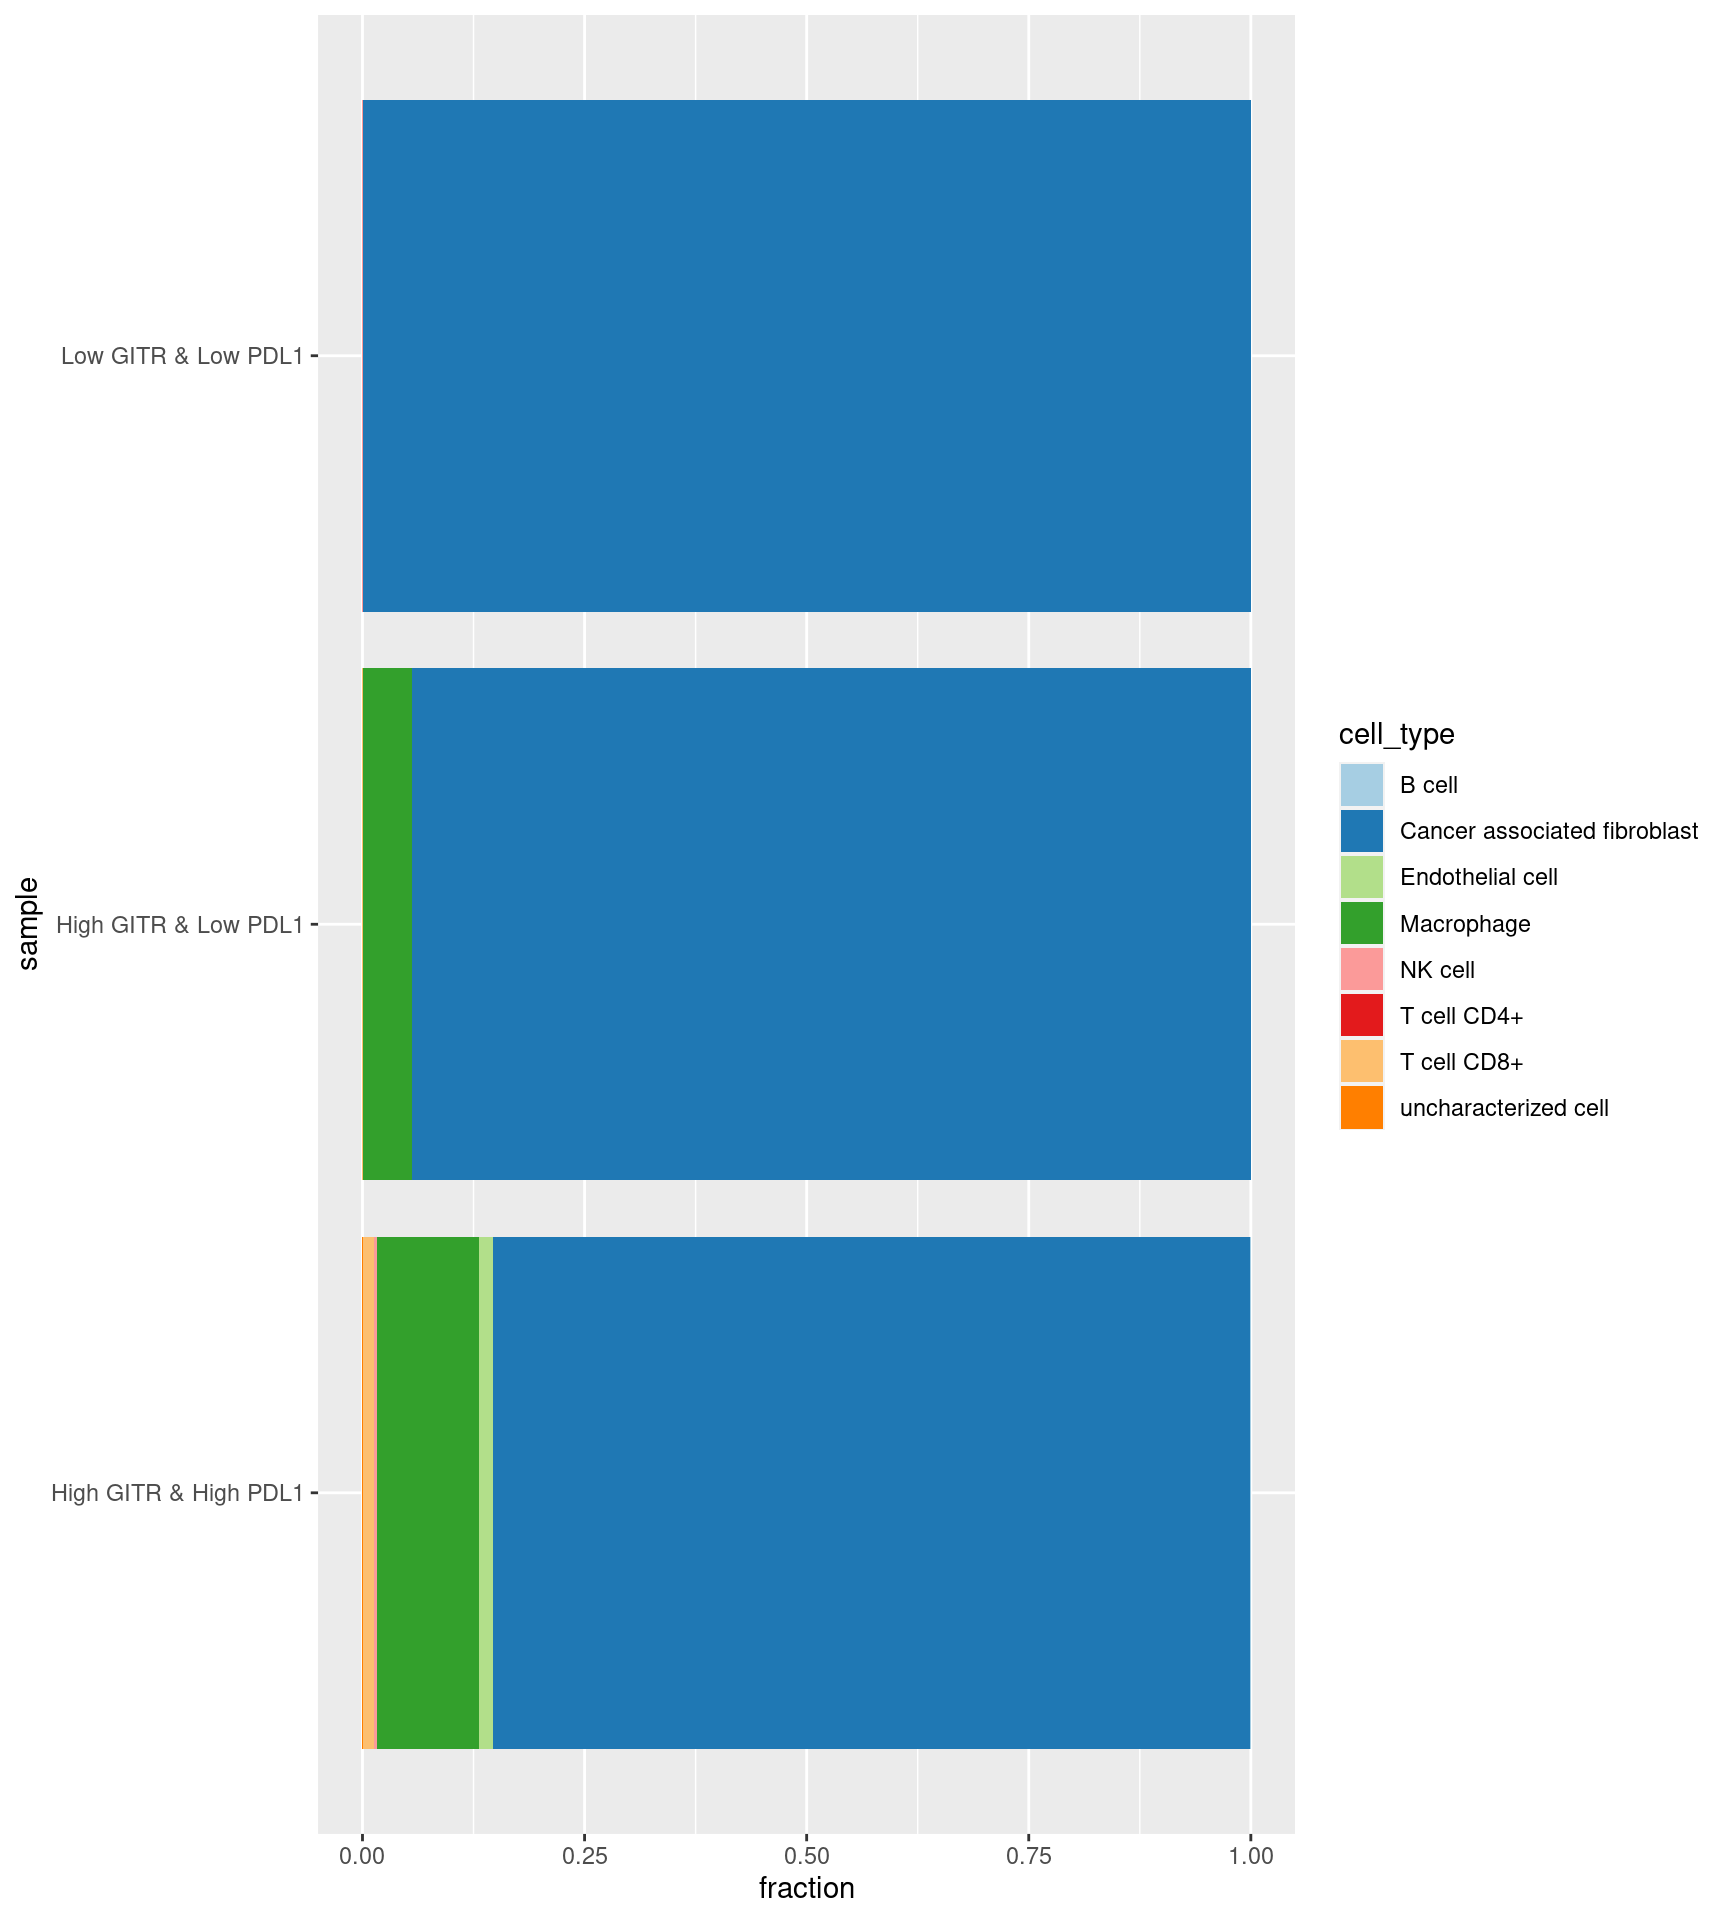 Low GITR & Low PDL1
High GITR & Low PDL1
High GITR & High PDL1
sample
0.00 0.25 0.50 0.75 1.00
fraction
cell_type
B cell
Cancer associated fibroblast
Endothelial cell
Macrophage
NK cell
T cell CD4+
T cell CD8+
uncharacterized cell